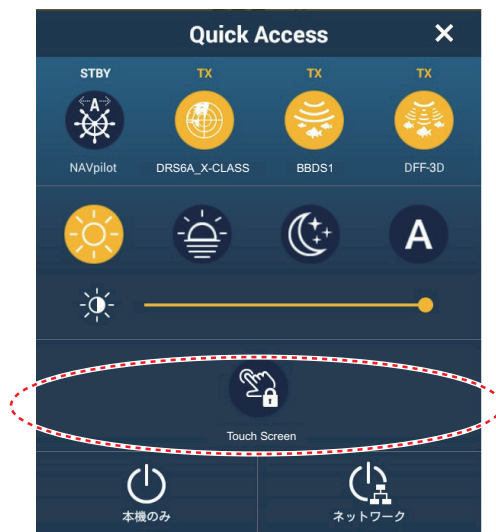 Quick Access
STBY TX TX TX
A
NAVpilot DRS6A_X-CLASS BBDS1 DFF-3D
A
Touch Screen
本機のみ ネットワーク